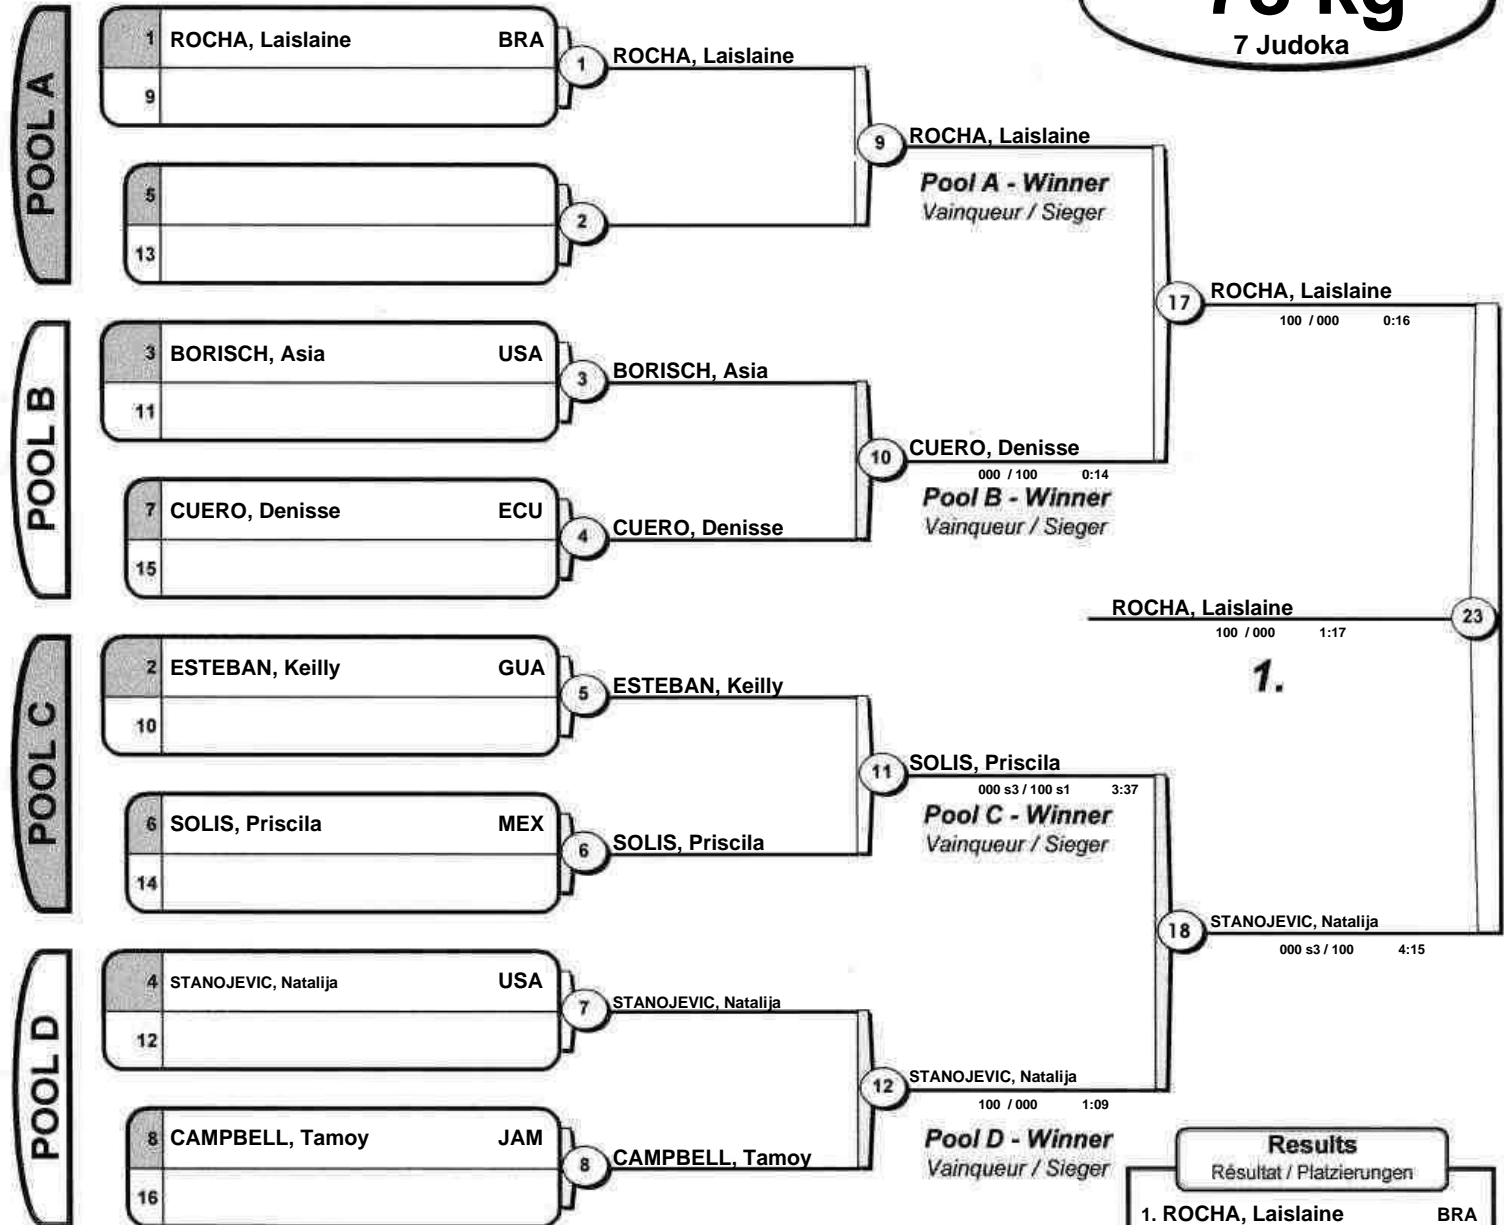 78 kg
7 Judoka
POOL A
1 ROCHA, Laislaine BRA
9
1 ROCHA, Laislaine
5
13
2
9 ROCHA, Laislaine
Pool A - Winner
Vainqueur / Sieger
POOL B
3 BORISCH, Asia USA
11
3 BORISCH, Asia
7 CUERO, Denisse ECU
15
4 CUERO, Denisse
10 CUERO, Denisse
000 / 100 0:14
Pool B - Winner
Vainqueur / Sieger
17 ROCHA, Laislaine
100 / 000 0:16
ROCHA, Laislaine 23
100 / 000 1:17
1.
POOL C
2 ESTEBAN, Keilly GUA
10
5 ESTEBAN, Keilly
6 SOLIS, Priscila MEX
14
6 SOLIS, Priscila
11 SOLIS, Priscila
000 s3 / 100 s1 3:37
Pool C - Winner
Vainqueur / Sieger
18 STANOJEVIC, Natalija
000 s3 / 100 4:15
POOL D
4 STANOJEVIC, Natalija USA
12
7 STANOJEVIC, Natalija
8 CAMPBELL, Tamoy JAM
16
8 CAMPBELL, Tamoy
12 STANOJEVIC, Natalija
100 / 000 1:09
Pool D - Winner
Vainqueur / Sieger
Results
Résultat / Platzierungen
1. ROCHA, Laislaine BRA